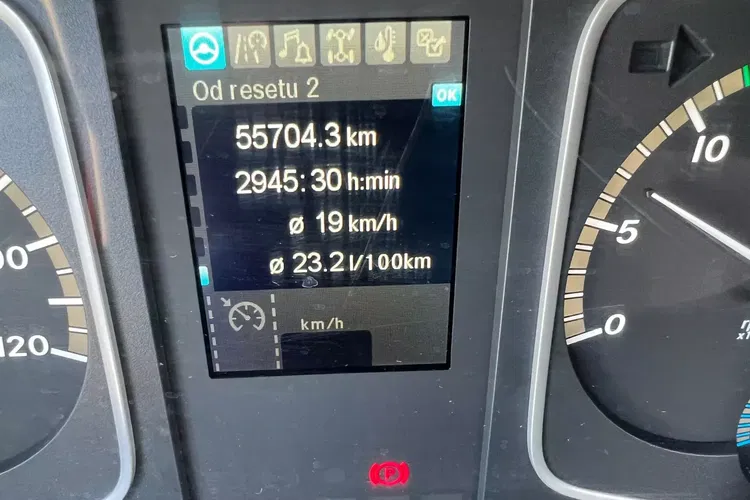 Od resetu 2
OK
55704.3 km
2945:30 h:min
ø 19 km/h
ø 23.2 l/100km
km/h
120
10
5
0